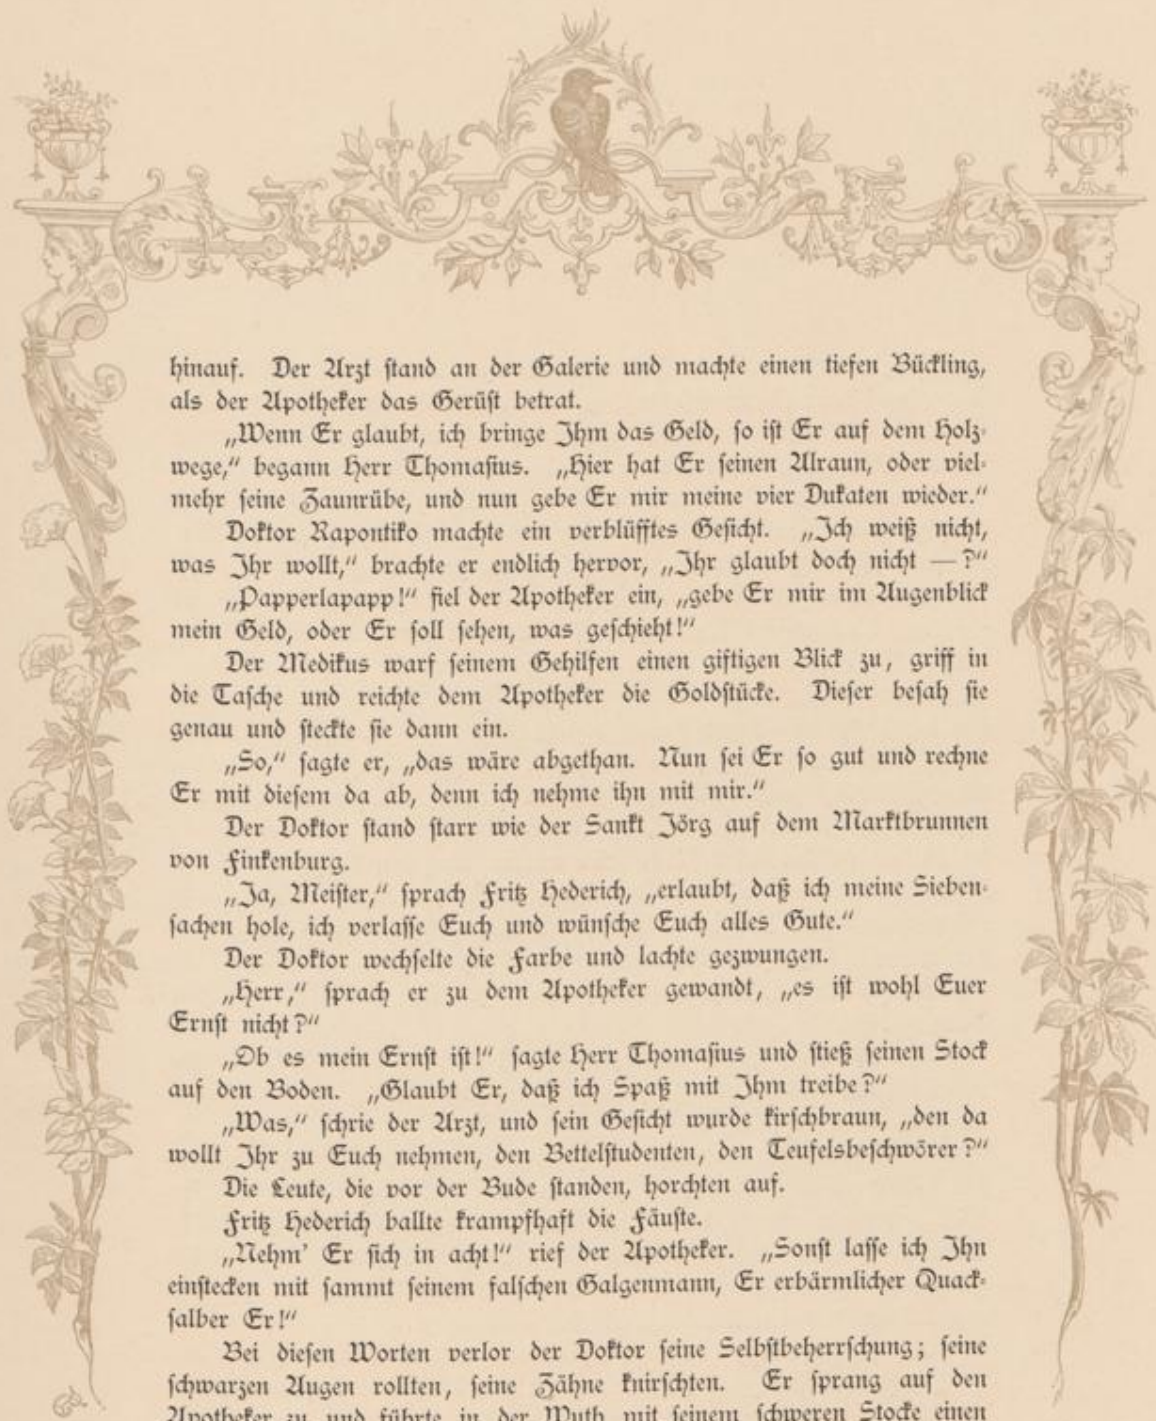 hinauf. Der Arzt stand an der Galerie und machte einen tiefen Bückling,
als der Apotheker das Gerüst betrat.
„Wenn Er glaubt, ich bringe Ihm das Geld, so ist Er auf dem Holz-
wege,“ begann Herr Thomasius. „Hier hat Er seinen Alraun, oder viel-
mehr seine Zaunrübe, und nun gebe Er mir meine vier Dukaten wieder.“
Doktor Rapontiko machte ein verblüfftes Gesicht. „Ich weiß nicht,
was Ihr wollt,“ brachte er endlich hervor, „Ihr glaubt doch nicht — ?“
„Papperlapapp!“ fiel der Apotheker ein, „gebe Er mir im Augenblick
mein Geld, oder Er soll sehen, was geschieht!“
Der Medikus warf seinem Gehilfen einen giftigen Blick zu, griff in
die Tasche und reichte dem Apotheker die Goldstücke. Dieser besah sie
genau und steckte sie dann ein.
„So,“ sagte er, „das wäre abgethan. Nun sei Er so gut und rechne
Er mit diesem da ab, denn ich nehme ihn mit mir.“
Der Doktor stand starr wie der Sankt Jörg auf dem Marktbrunnen
von Finkenburg.
„Ja, Meister,“ sprach Fritz Hederich, „erlaubt, daß ich meine Sieben-
sachen hole, ich verlasse Euch und wünsche Euch alles Gute.“
Der Doktor wechselte die Farbe und lachte gezwungen.
„Herr,“ sprach er zu dem Apotheker gewandt, „es ist wohl Euer
Ernst nicht?“
„Ob es mein Ernst ist!“ sagte Herr Thomasius und stieß seinen Stock
auf den Boden. „Glaubt Er, daß ich Spaß mit Ihm treibe?“
„Was,“ schrie der Arzt, und sein Gesicht wurde kirschbraun, „den da
wollt Ihr zu Euch nehmen, den Bettelstudenten, den Teufelsbeschwörer?“
Die Leute, die vor der Bude standen, horchten auf.
Fritz Hederich ballte krampfhaft die Fäuste.
„Nehm' Er sich in acht!“ rief der Apotheker. „Sonst lasse ich Ihn
einstecken mit sammt seinem falschen Galgenmann, Er erbärmlicher Quack-
salber Er!“
Bei diesen Worten verlor der Doktor seine Selbstbeherrschung; seine
schwarzen Augen rollten, seine Zähne knirschten. Er sprang auf den
Apotheker zu und führte in der Wuth mit seinem schweren Stocke einen